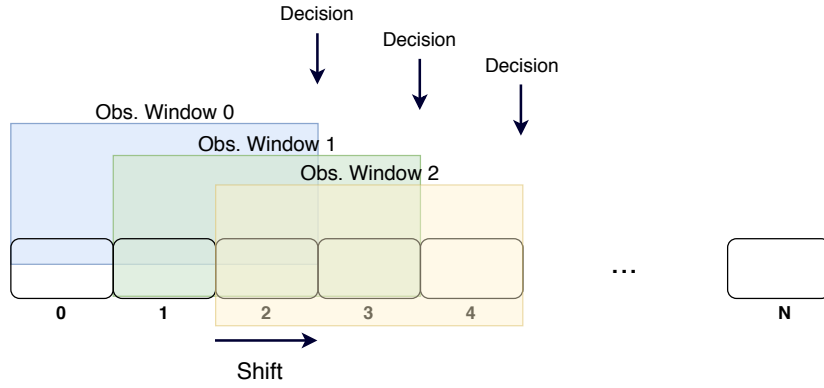 Decision
Decision
Decision
Obs. Window 0
Obs. Window 1
Obs. Window 2
...
0 1 2 3 4 N
Shift